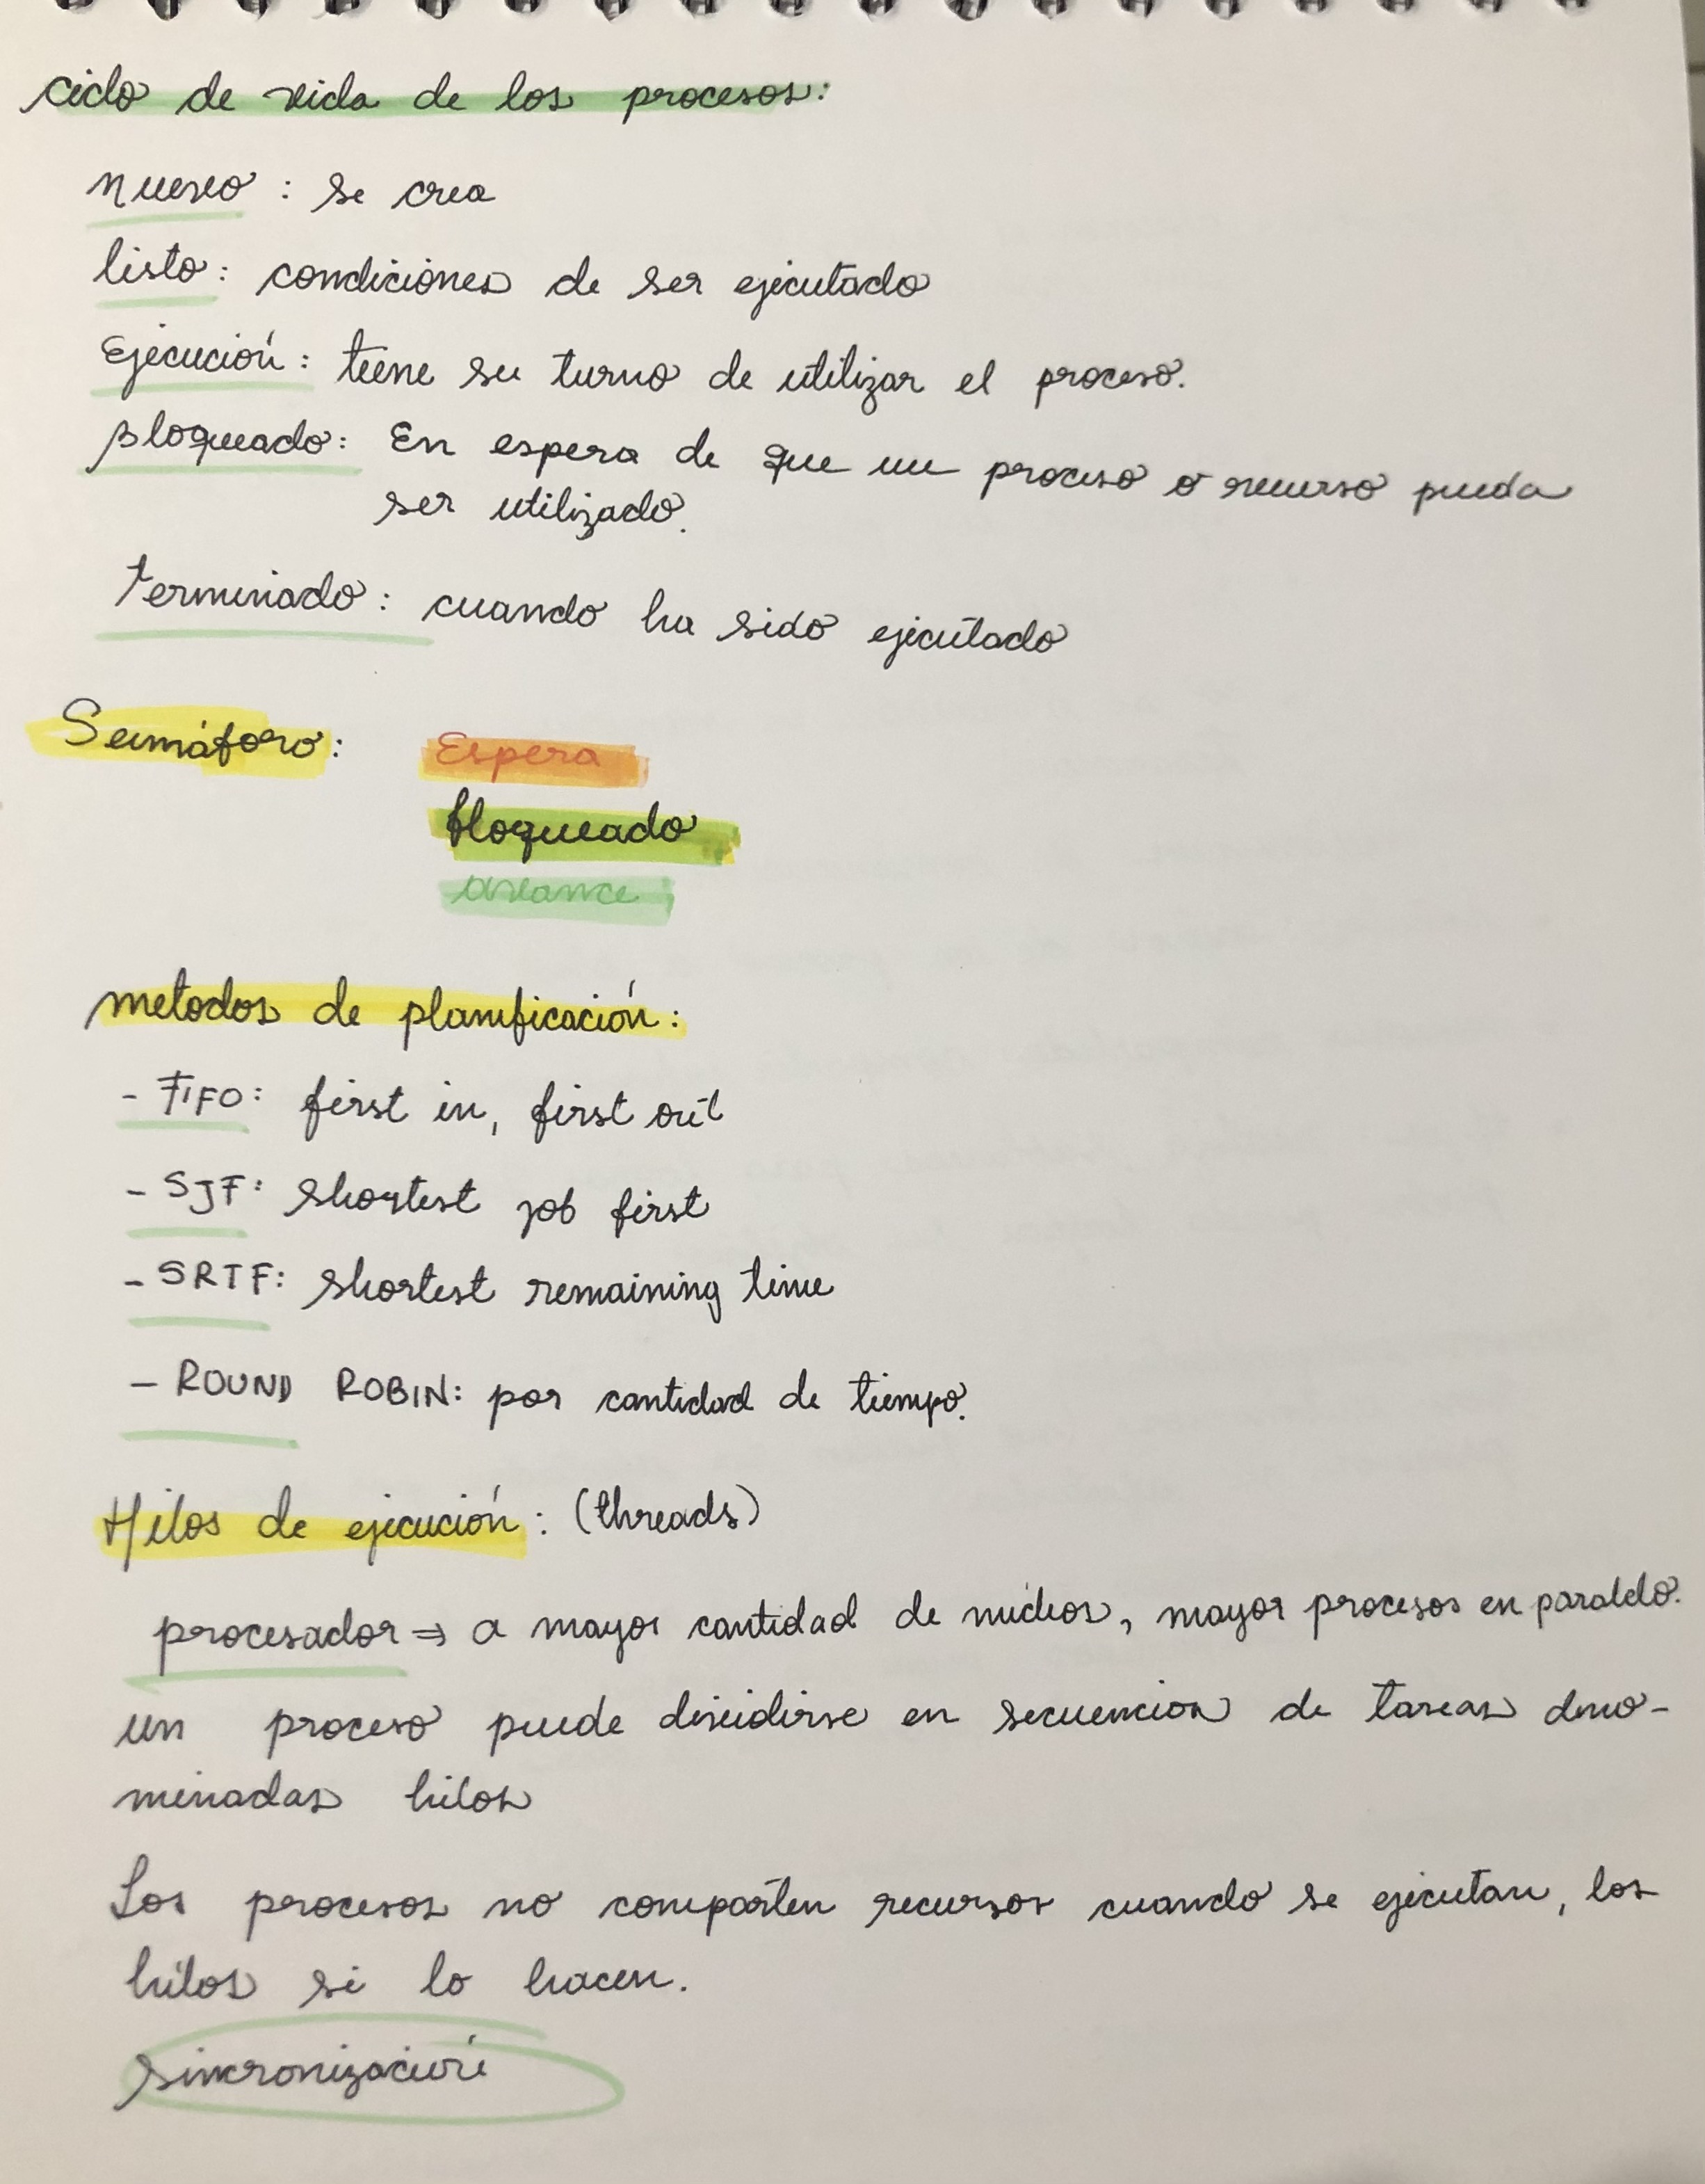 ciclo de vida de los procesos:
nuevo: se crea
listo: condiciones de ser ejecutado
Ejecución: tiene su turno de utilizar el proceso.
bloqueado: En espera de que un proceso o recurso pueda
ser utilizado.
terminado: cuando ha sido ejecutado
Semáforo: Espera
bloqueado
avance
metodos de planificación:
- FIFO: first in, first out
- SJF: shortest job first
- SRTF: shortest remaining time
- ROUND ROBIN: por cantidad de tiempo.
Hilos de ejecución: (threads)
procesador ⇒ a mayor cantidad de nucleos, mayor procesos en paralelo.
un proceso puede dividirse en secuencia de tareas deno-
minadas hilos
Los procesos no comparten recursos cuando se ejecutan, los
hilos si lo hacen.
sincronización